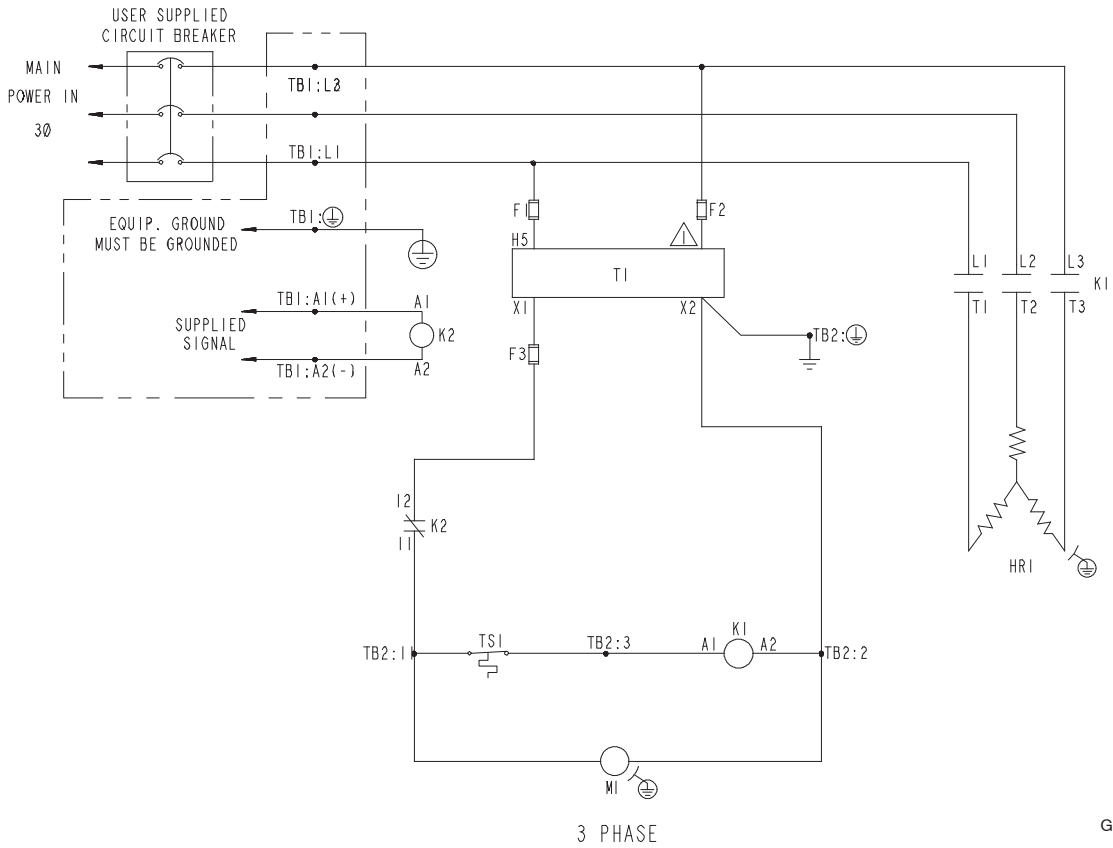 USER SUPPLIED
CIRCUIT BREAKER
MAIN
POWER IN
3Ø
TB1:L3
TB1:L1
EQUIP. GROUND
MUST BE GROUNDED
TB1:
TB1:A1(+)
A1
SUPPLIED
SIGNAL
K2
TB1:A2(-)
A2
F1
F2
H5
1
T1
X1
X2
F3
TB2:
L1
L2
L3
K1
T1
T2
T3
HR1
12
K2
11
TB2:11
TS1
TB2:3
A1
K1
A2
TB2:2
M1
3 PHASE
G